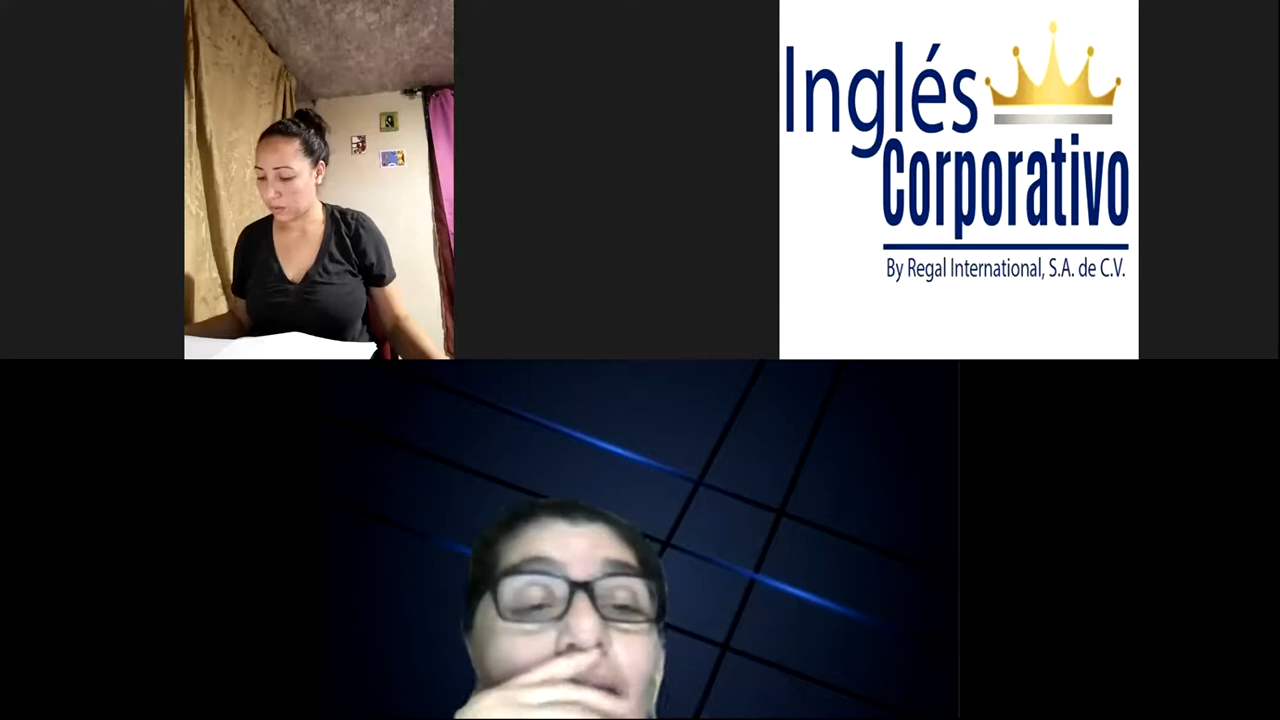 Inglés
Corporativo
By Regal International, S.A. de C.V.